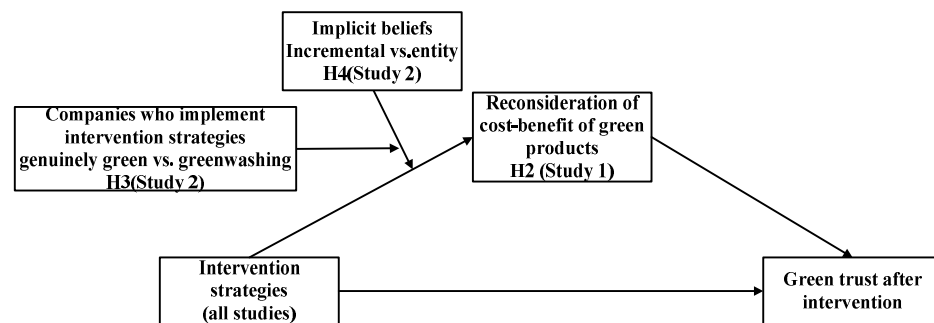 Implicit beliefs
Incremental vs.entity
H4(Study 2)
Companies who implement
intervention strategies
genuinely green vs. greenwashing
H3(Study 2)
Reconsideration of
cost-benefit of green
products
H2 (Study 1)
Intervention
strategies
(all studies)
Green trust after
intervention